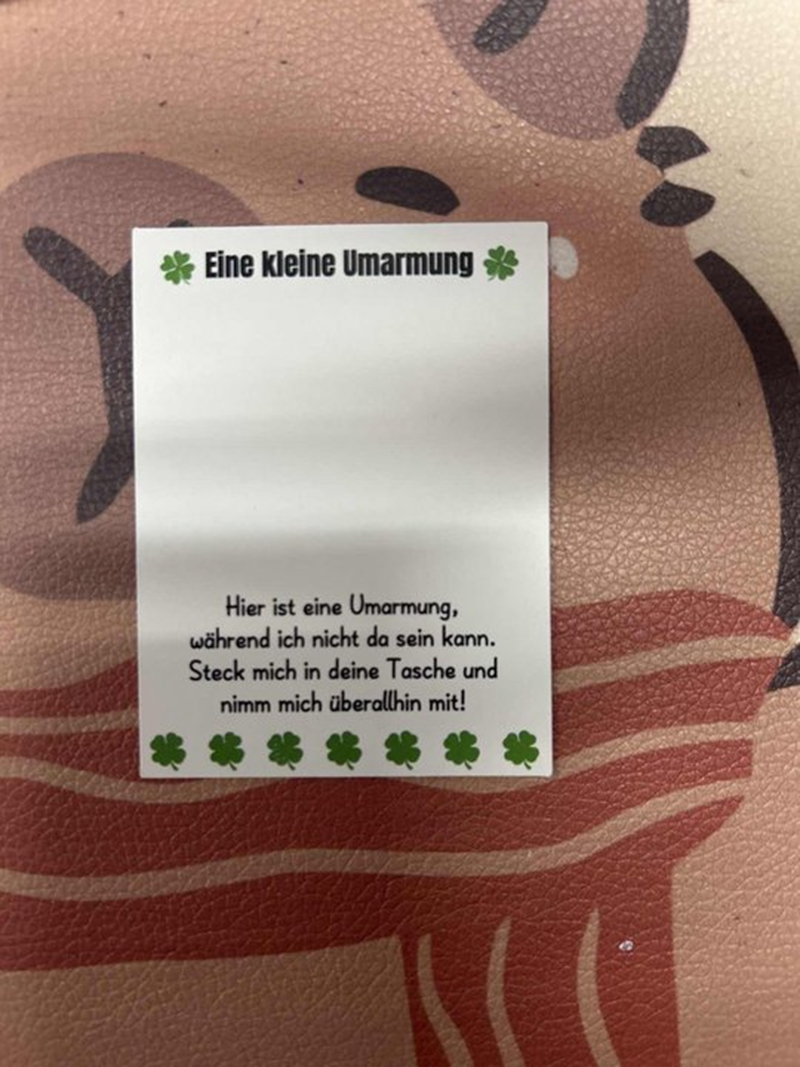 Eine kleine Umarmung
Hier ist eine Umarmung,
während ich nicht da sein kann.
Steck mich in deine Tasche und
nimm mich überallhin mit!